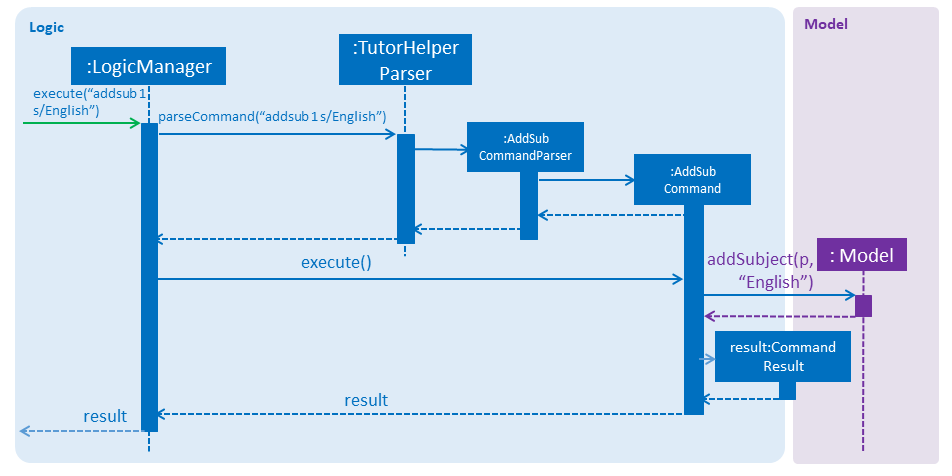 Logic
Model
:LogicManager
:TutorHelper
Parser
execute(“addsub 1
s/English”)
parseCommand(“addsub 1 s/English”)
:AddSub
CommandParser
:AddSub
Command
execute()
addSubject(p,
“English”)
: Model
result:Command
Result
result
result